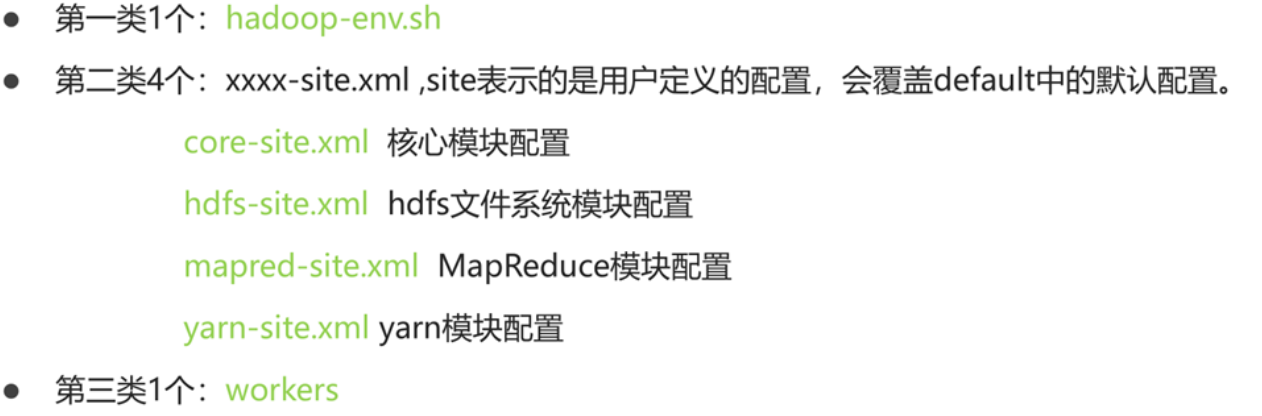 ● 第一类1个：hadoop-env.sh
● 第二类4个：xxxx-site.xml ,site表示的是用户定义的配置，会覆盖default中的默认配置。
core-site.xml 核心模块配置
hdfs-site.xml hdfs文件系统模块配置
mapred-site.xml MapReduce模块配置
yarn-site.xml yarn模块配置
● 第三类1个：workers